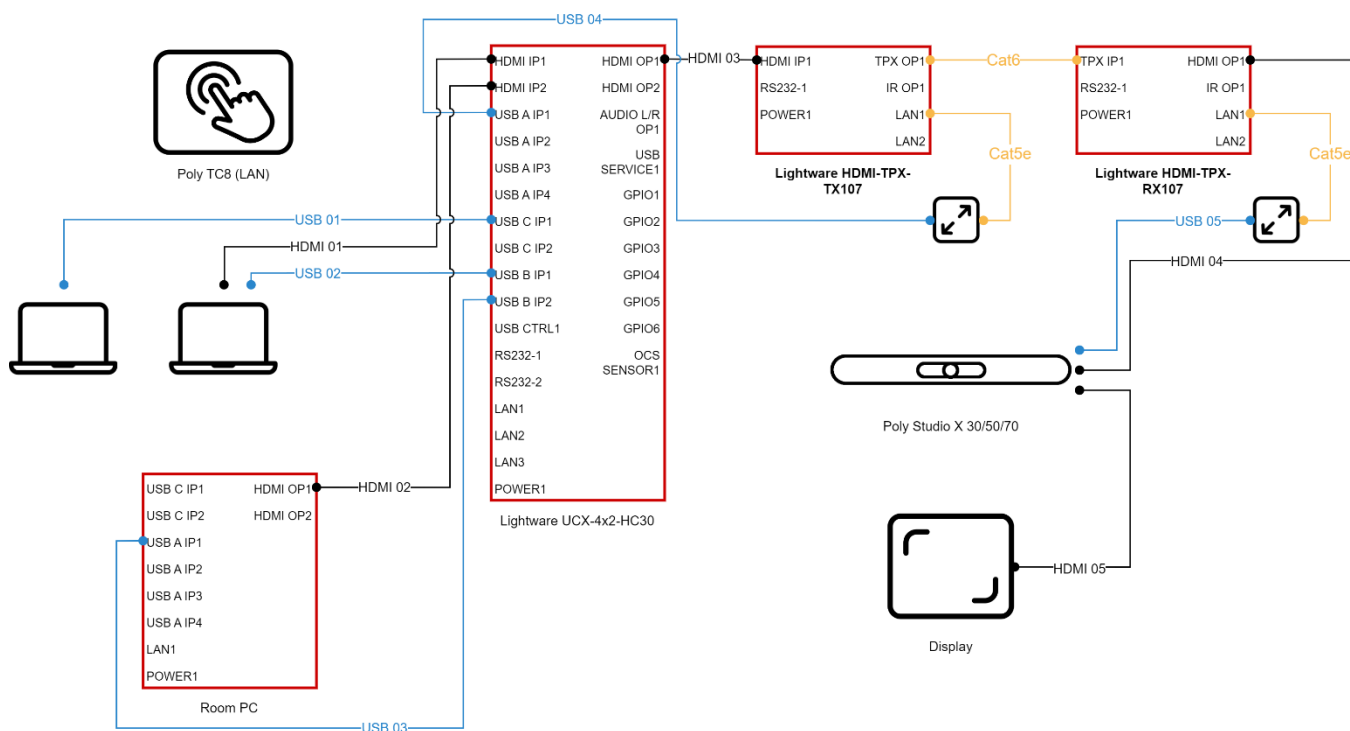 USB 04
Poly TC8 (LAN)
USB 01
HDMI 01
USB 02
HDMI IP1
HDMI IP2
USB A IP1
USB A IP2
USB A IP3
USB A IP4
USB C IP1
USB C IP2
USB B IP1
USB B IP2
USB CTRL1
RS232-1
RS232-2
LAN1
LAN2
LAN3
POWER1
HDMI OP1
HDMI OP2
AUDIO L/R
OP1
USB
SERVICE1
GPIO1
GPIO2
GPIO3
GPIO4
GPIO5
GPIO6
OCS
SENSOR1
Lightware UCX-4x2-HC30
HDMI 03
HDMI IP1
RS232-1
POWER1
TPX OP1
IR OP1
LAN1
LAN2
Lightware HDMI-TPX-
TX107
Cat6
Cat5e
TPX IP1
RS232-1
POWER1
HDMI OP1
IR OP1
LAN1
LAN2
Lightware HDMI-TPX-
RX107
Cat5e
USB 05
HDMI 04
Poly Studio X 30/50/70
HDMI 05
Display
USB C IP1
USB C IP2
USB A IP1
USB A IP2
USB A IP3
USB A IP4
LAN1
POWER1
HDMI OP1
HDMI OP2
HDMI 02
Room PC
USB 03